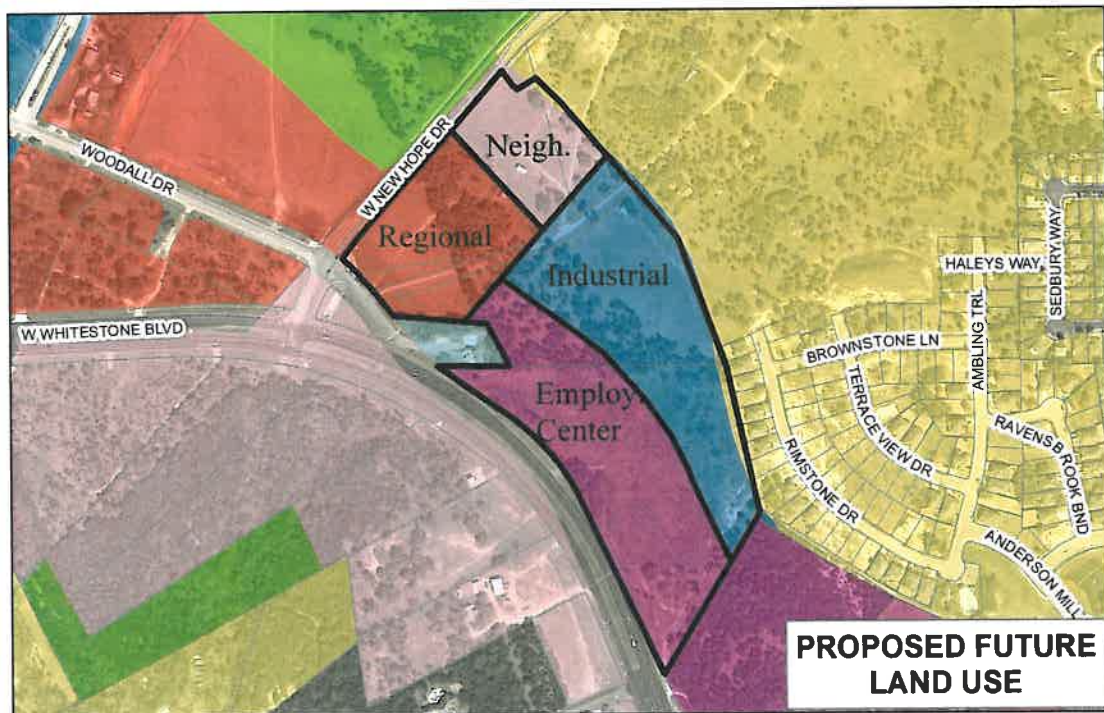 WOODALL DR
W NEW HOPE DR
Neigh.
Regional
Industrial
HALEYS WAY
SEDBURY WAY
W WHITESTONE BLVD
BROWNSTONE LN
AMBLING TRL
TERRACE VIEW DR
RAVENSB ROOK BND
Employ.
Center
RIMSTONE DR
ANDERSON MILL
PROPOSED FUTURE
LAND USE